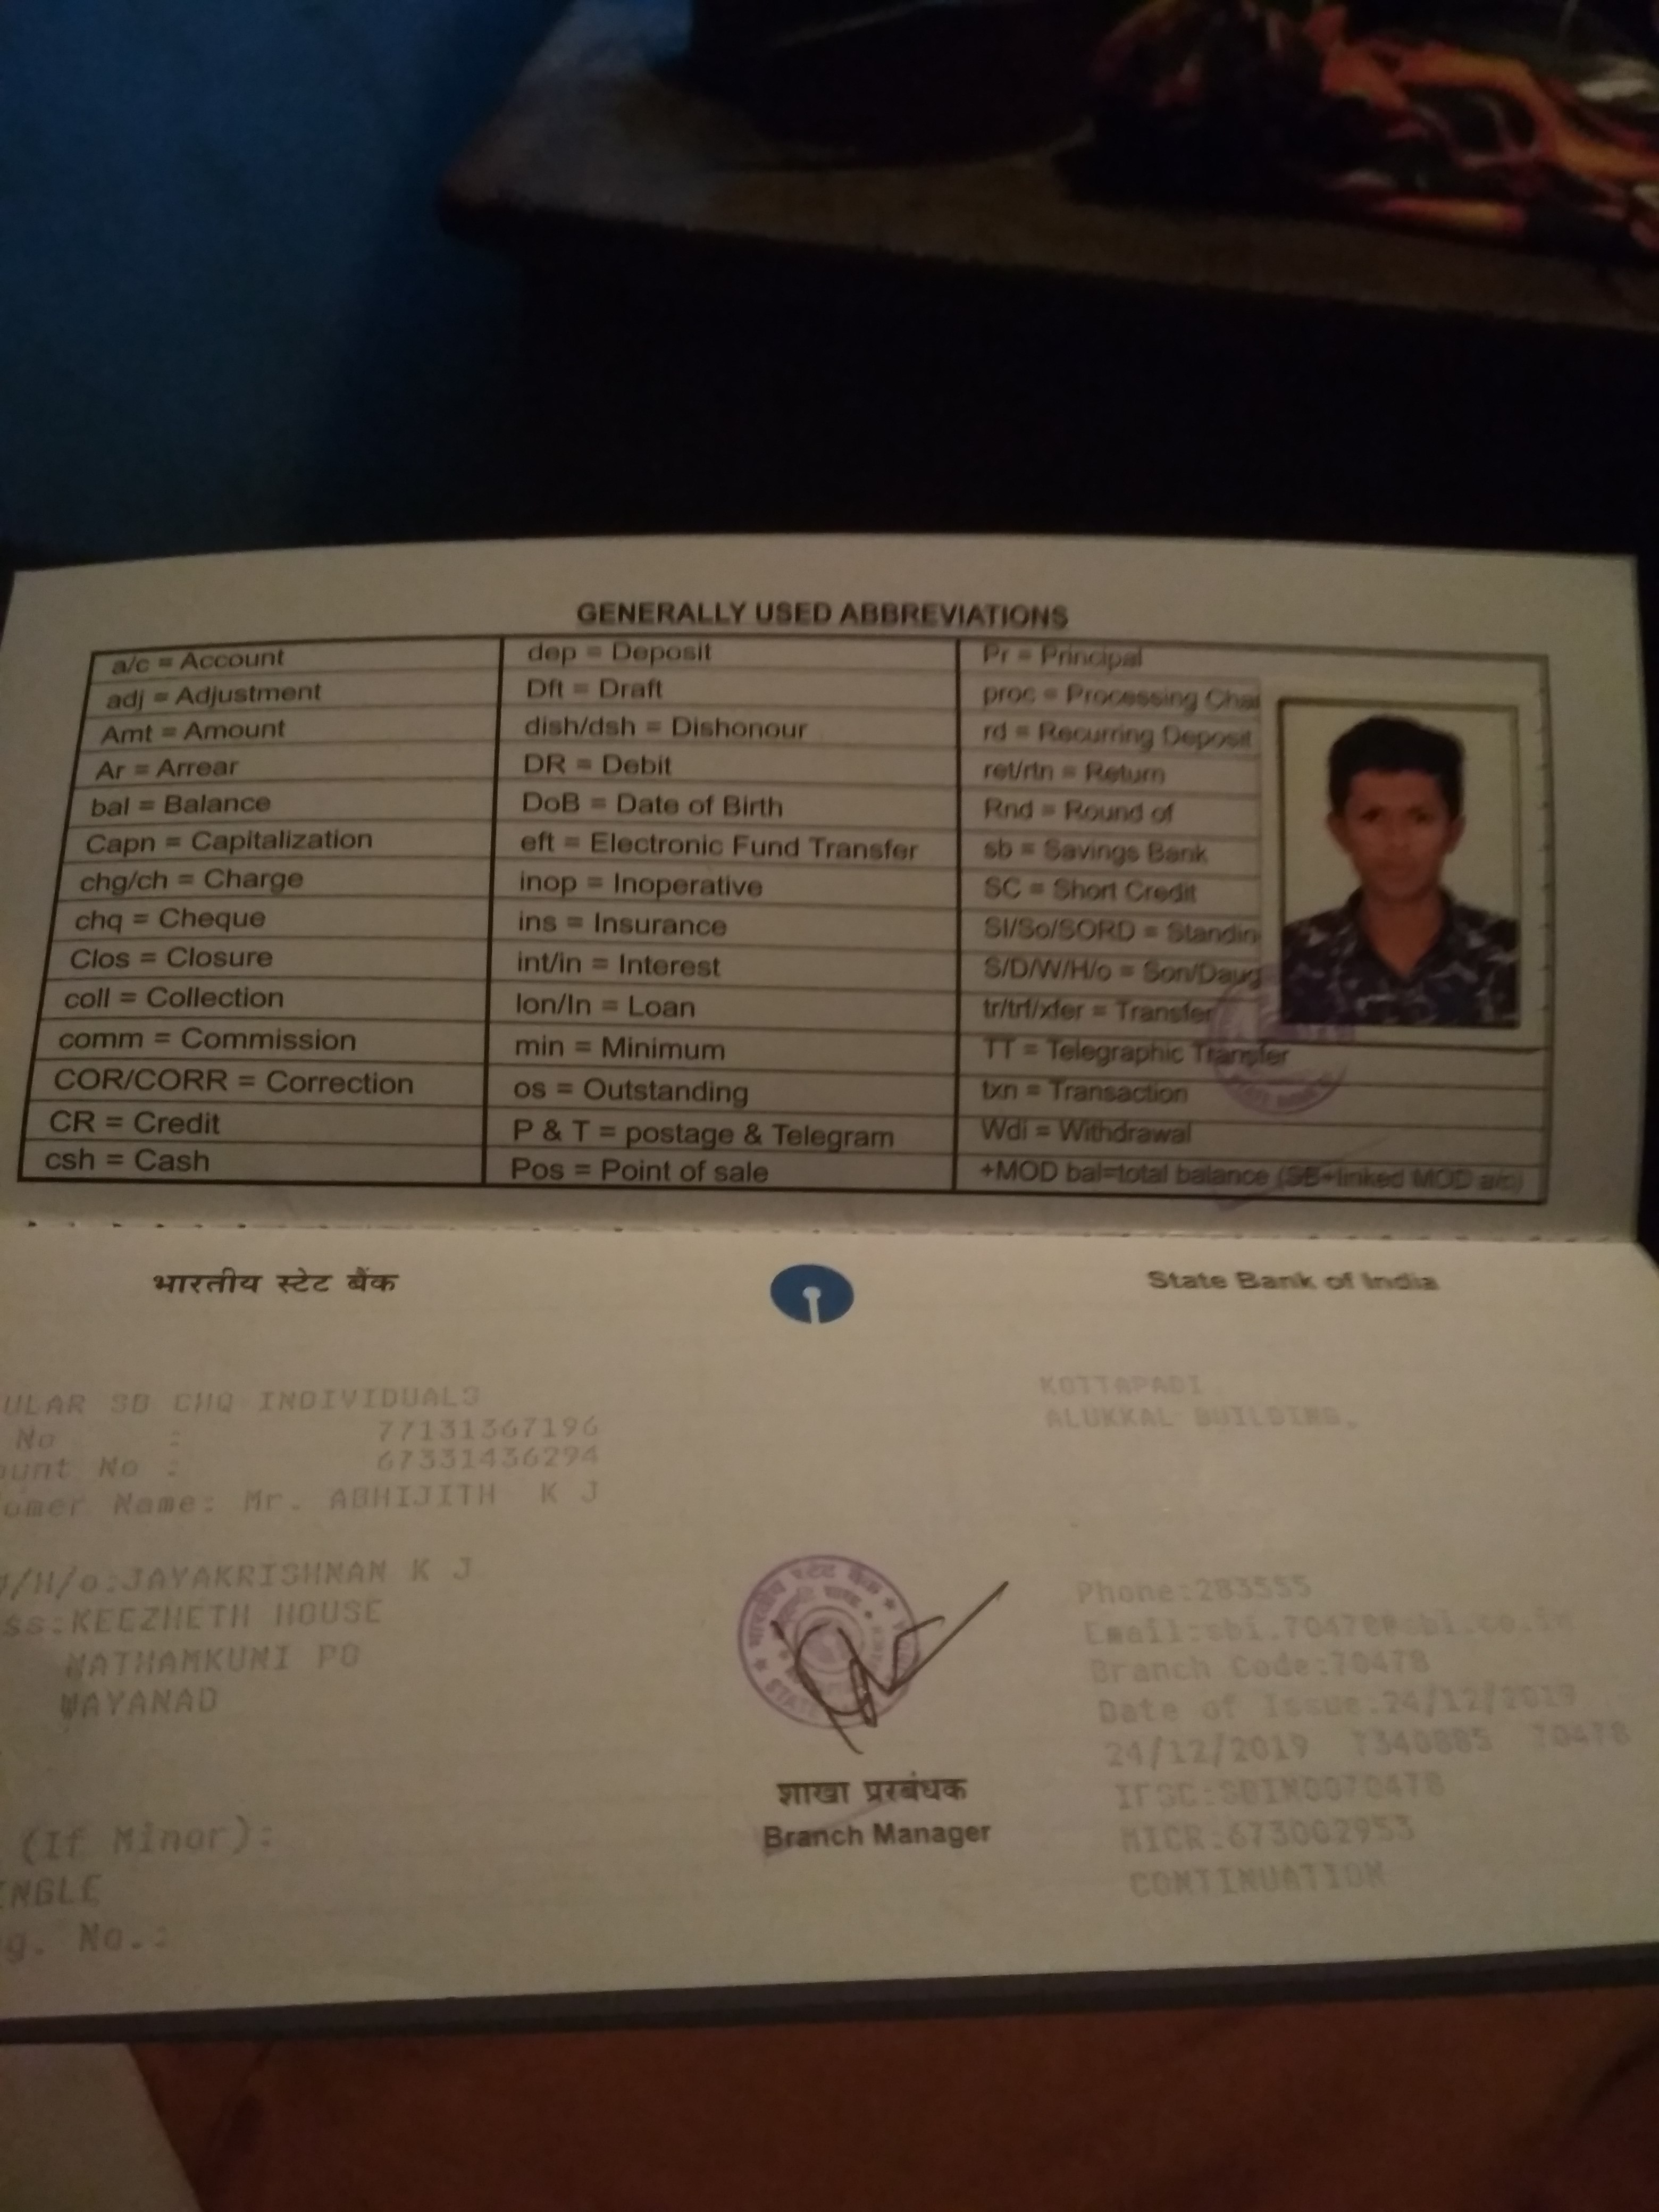 GENERALLY USED ABBREVIATIONS
a/c = Account
adj = Adjustment
Amt = Amount
Ar = Arrear
bal = Balance
Capn = Capitalization
chg/ch = Charge
chq = Cheque
Clos = Closure
coll = Collection
comm = Commission
COR/CORR = Correction
CR = Credit
csh = Cash
dep = Deposit
Dft = Draft
dish/dsh = Dishonour
DR = Debit
DoB = Date of Birth
eft = Electronic Fund Transfer
inop = Inoperative
ins = Insurance
int/in = Interest
lon/ln = Loan
min = Minimum
os = Outstanding
P & T = postage & Telegram
Pos = Point of sale
Pr = Principal
proc = Processing Char
rd = Recurring Deposit
ret/rtn = Return
Rnd = Round of
sb = Savings Bank
SC = Short Credit
SI/So/SORD = Standin
S/D/W/H/o = Son/Daug
tr/trf/xfer = Transfer
TT = Telegraphic Transfer
txn = Transaction
Wdl = Withdrawal
+MOD bal=total balance (SB+linked MOD a/c)
भारतीय स्टेट बैंक
State Bank of India
ULAR SB CHQ INDIVIDUALS
No : 77131367196
ount No : 67331436294
omer Name: Mr. ABHIJITH K J
/H/o:JAYAKRISHNAN K J
ss:KEEZHETH HOUSE
PO
WAYANAD
(If Minor):
INGLE
g. No.:
शाखा प्रबंधक
Branch Manager
KOTTAPADI
ALUKKAL BUILDING,
Phone:283555
Email:sbi.70478@sbi.co.in
Branch Code:70478
Date of Issue:24/12/2019
24/12/2019 7340885 70478
IFSC:SBIN0070478
MICR:673002953
CONTINUATION